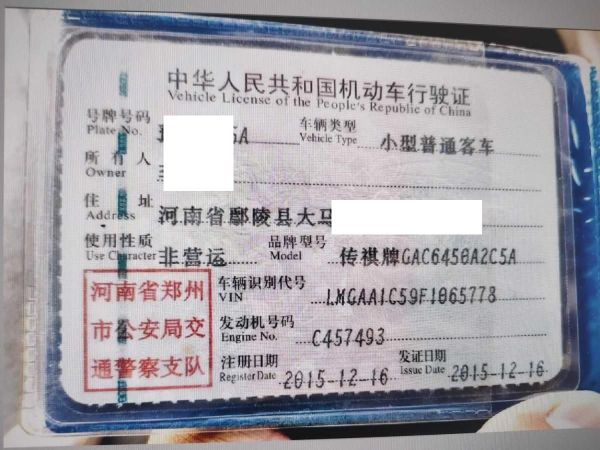 中华人民共和国机动车行驶证
Vehicle License of the People's Republic of China
号牌号码 5A 车辆类型 小型普通客车
Plate No. Vehicle Type
所有人
Owner
住址 河南省鄢陵县大马
Address
使用性质 非营运 品牌型号 传祺牌GAC6450A2C5A
Use Character Model
河南省郑州
市公安局交
通警察支队
车辆识别代号 LMGAA1C59F1065778
VIN
发动机号码 C457493
Engine No.
注册日期 2015-12-16 发证日期 2015-12-16
Register Date Issue Date